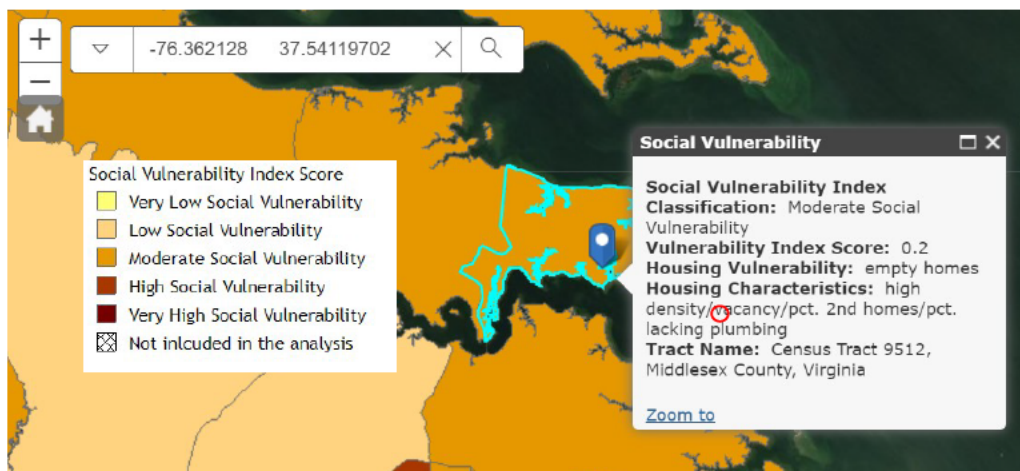 +
-76.362128 37.54119702
−
Social Vulnerability Index Score
Very Low Social Vulnerability
Low Social Vulnerability
Moderate Social Vulnerability
High Social Vulnerability
Very High Social Vulnerability
Not inlcuded in the analysis
Social Vulnerability
Social Vulnerability Index
Classification: Moderate Social
Vulnerability
Vulnerability Index Score: 0.2
Housing Vulnerability: empty homes
Housing Characteristics: high
density/vacancy/pct. 2nd homes/pct.
lacking plumbing
Tract Name: Census Tract 9512,
Middlesex County, Virginia
Zoom to